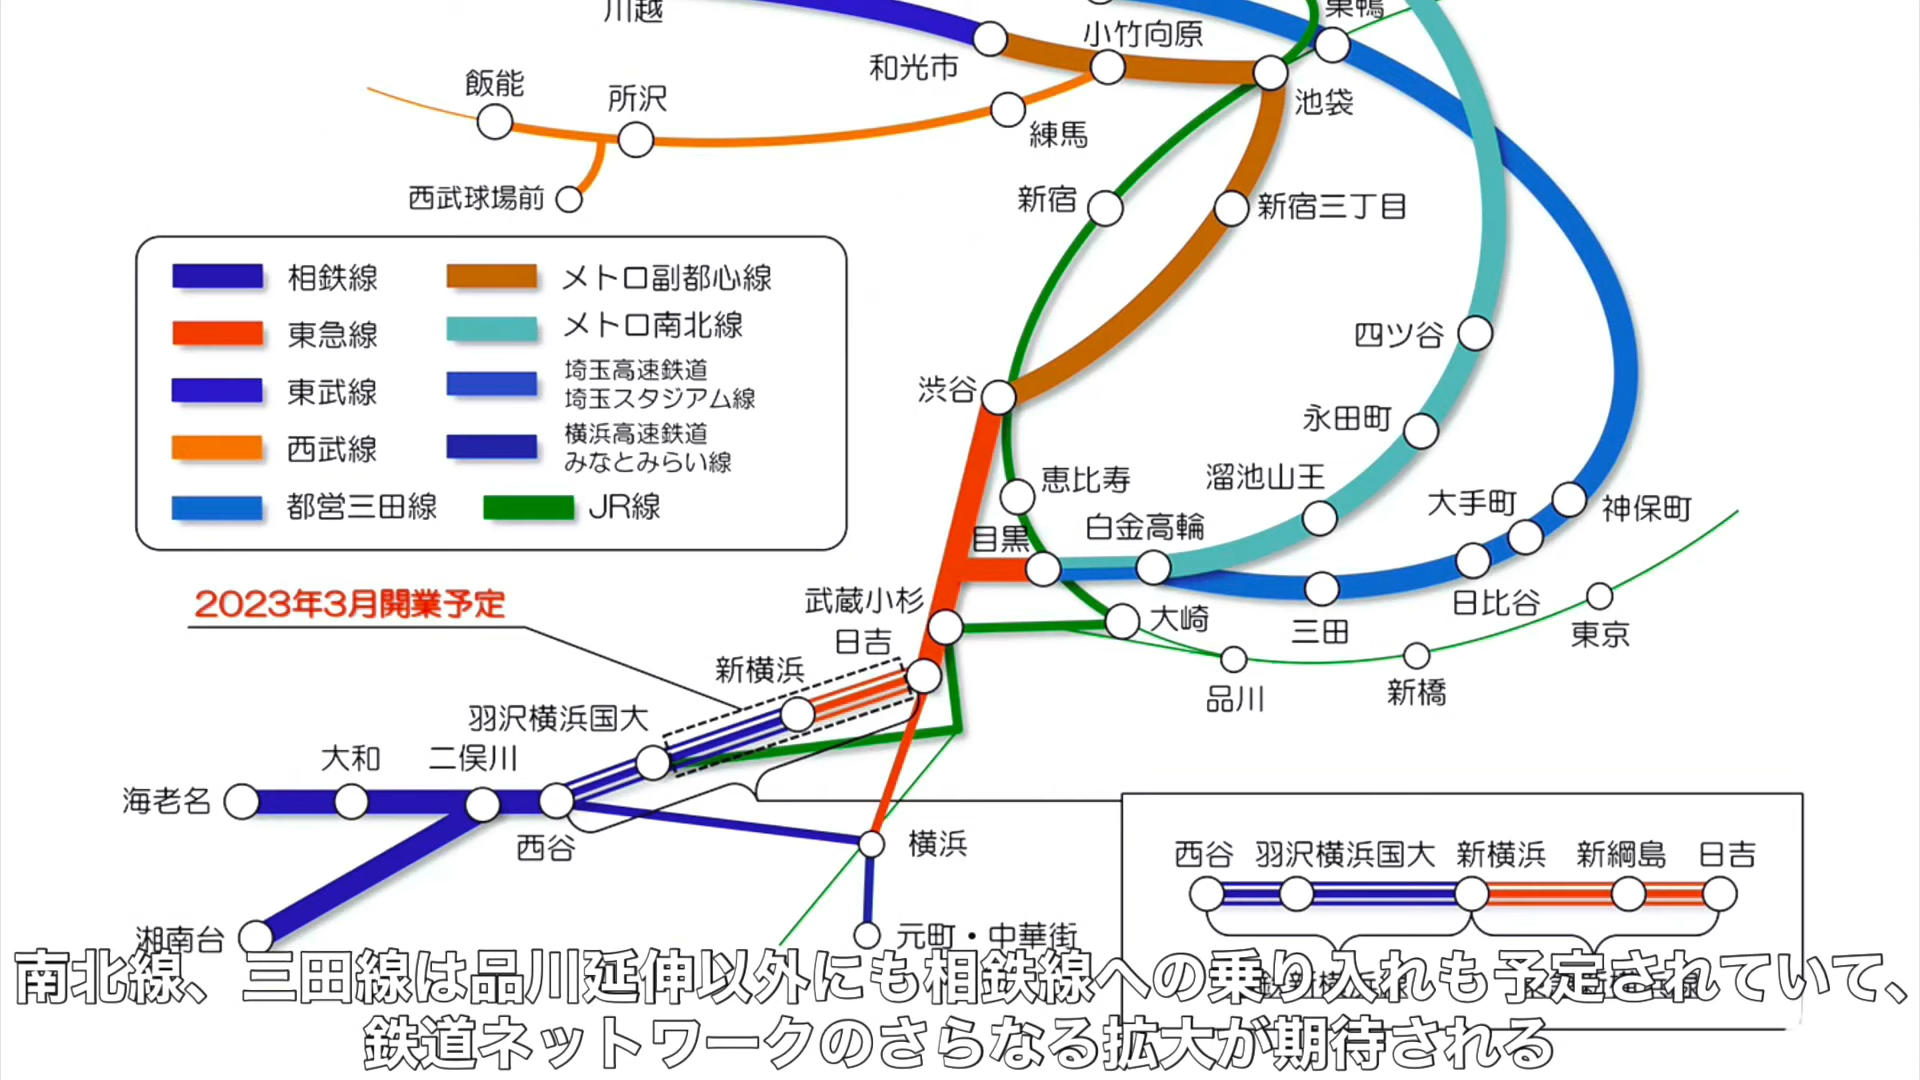 川越
巣鴨
小竹向原
和光市
飯能
所沢
池袋
練馬
西武球場前
新宿
新宿三丁目
相鉄線
メトロ副都心線
東急線
メトロ南北線
東武線
埼玉高速鉄道
埼玉スタジアム線
西武線
横浜高速鉄道
みなとみらい線
都営三田線
JR線
四ツ谷
渋谷
永田町
恵比寿
溜池山王
大手町
神保町
目黒
白金高輪
2023年3月開業予定
武蔵小杉
日吉
大崎
三田
日比谷
東京
新横浜
品川
新橋
羽沢横浜国大
大和
二俣川
海老名
西谷
横浜
西谷
羽沢横浜国大
新横浜
新綱島
日吉
湘南台
元町・中華街
南北線、三田線は品川延伸以外にも相鉄線への乗り入れも予定されていて、
鉄道ネットワークのさらなる拡大が期待される